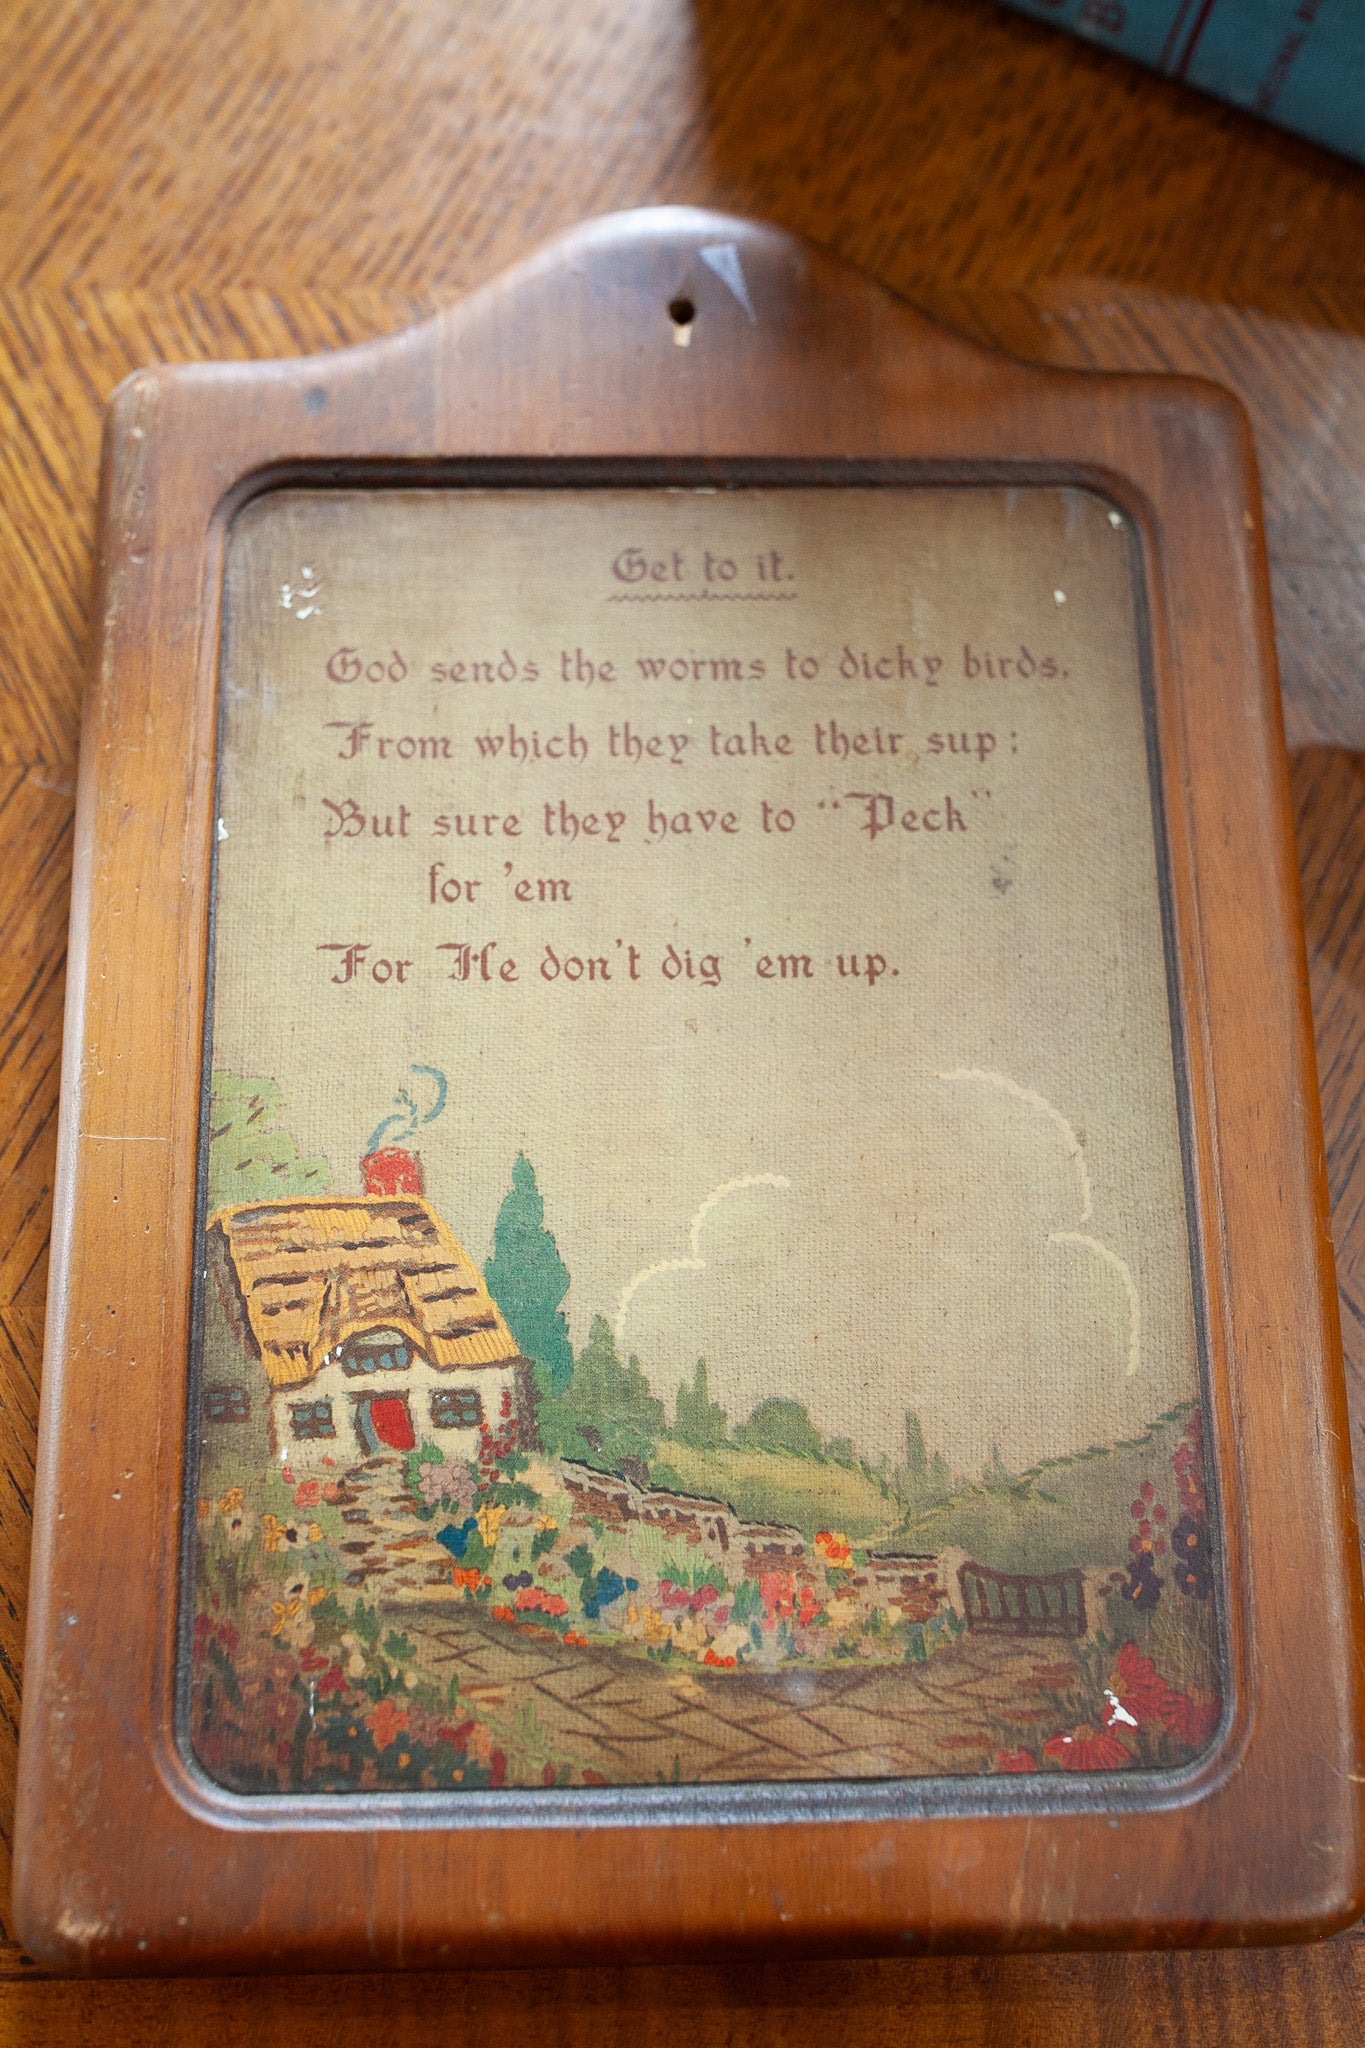 Get to it.
God sends the worms to dicky birds.
From which they take their sup:
But sure they have to "Peck"
for 'em
For He don't dig 'em up.